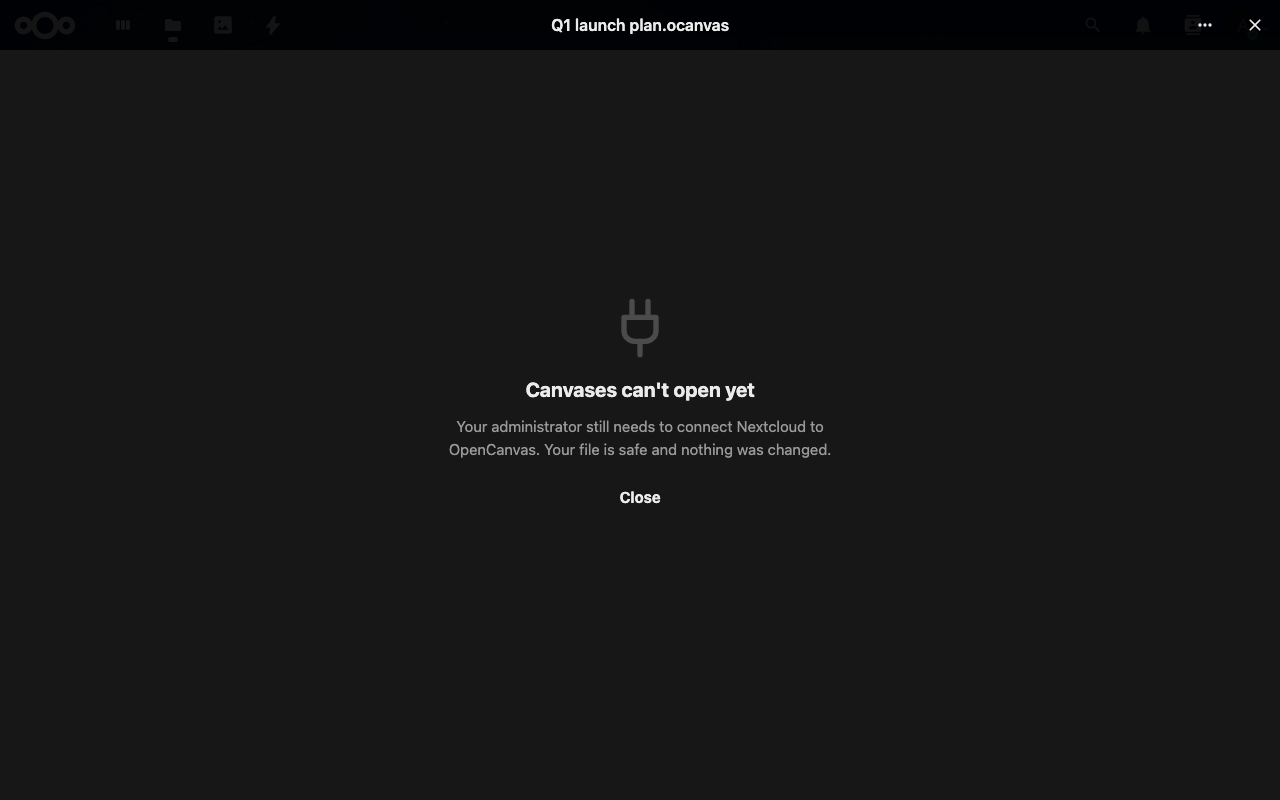 Q1 launch plan.ocanvas
Canvases can't open yet
Your administrator still needs to connect Nextcloud to
OpenCanvas. Your file is safe and nothing was changed.
Close